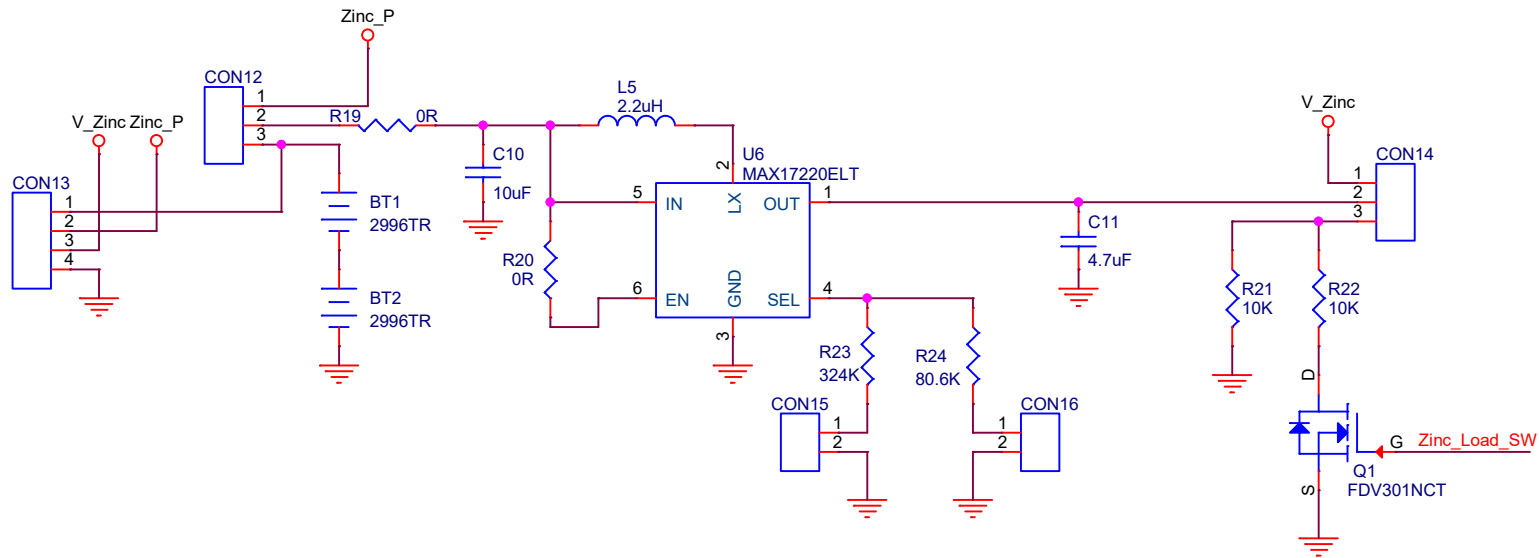 Zinc_P
CON12
1
2
3
R19
0R
V_Zinc
Zinc_P
CON13
1
2
3
4
BT1
2996TR
BT2
2996TR
C10
10uF
L5
2.2uH
R20
0R
U6
MAX17220ELT
2
5
IN
LX
OUT
1
6
EN
GND
SEL
4
3
R23
324K
R24
80.6K
CON15
1
2
CON16
1
2
C11
4.7uF
V_Zinc
CON14
1
2
3
R21
10K
R22
10K
D
G
Zinc_Load_SW
Q1
FDV301NCT
S